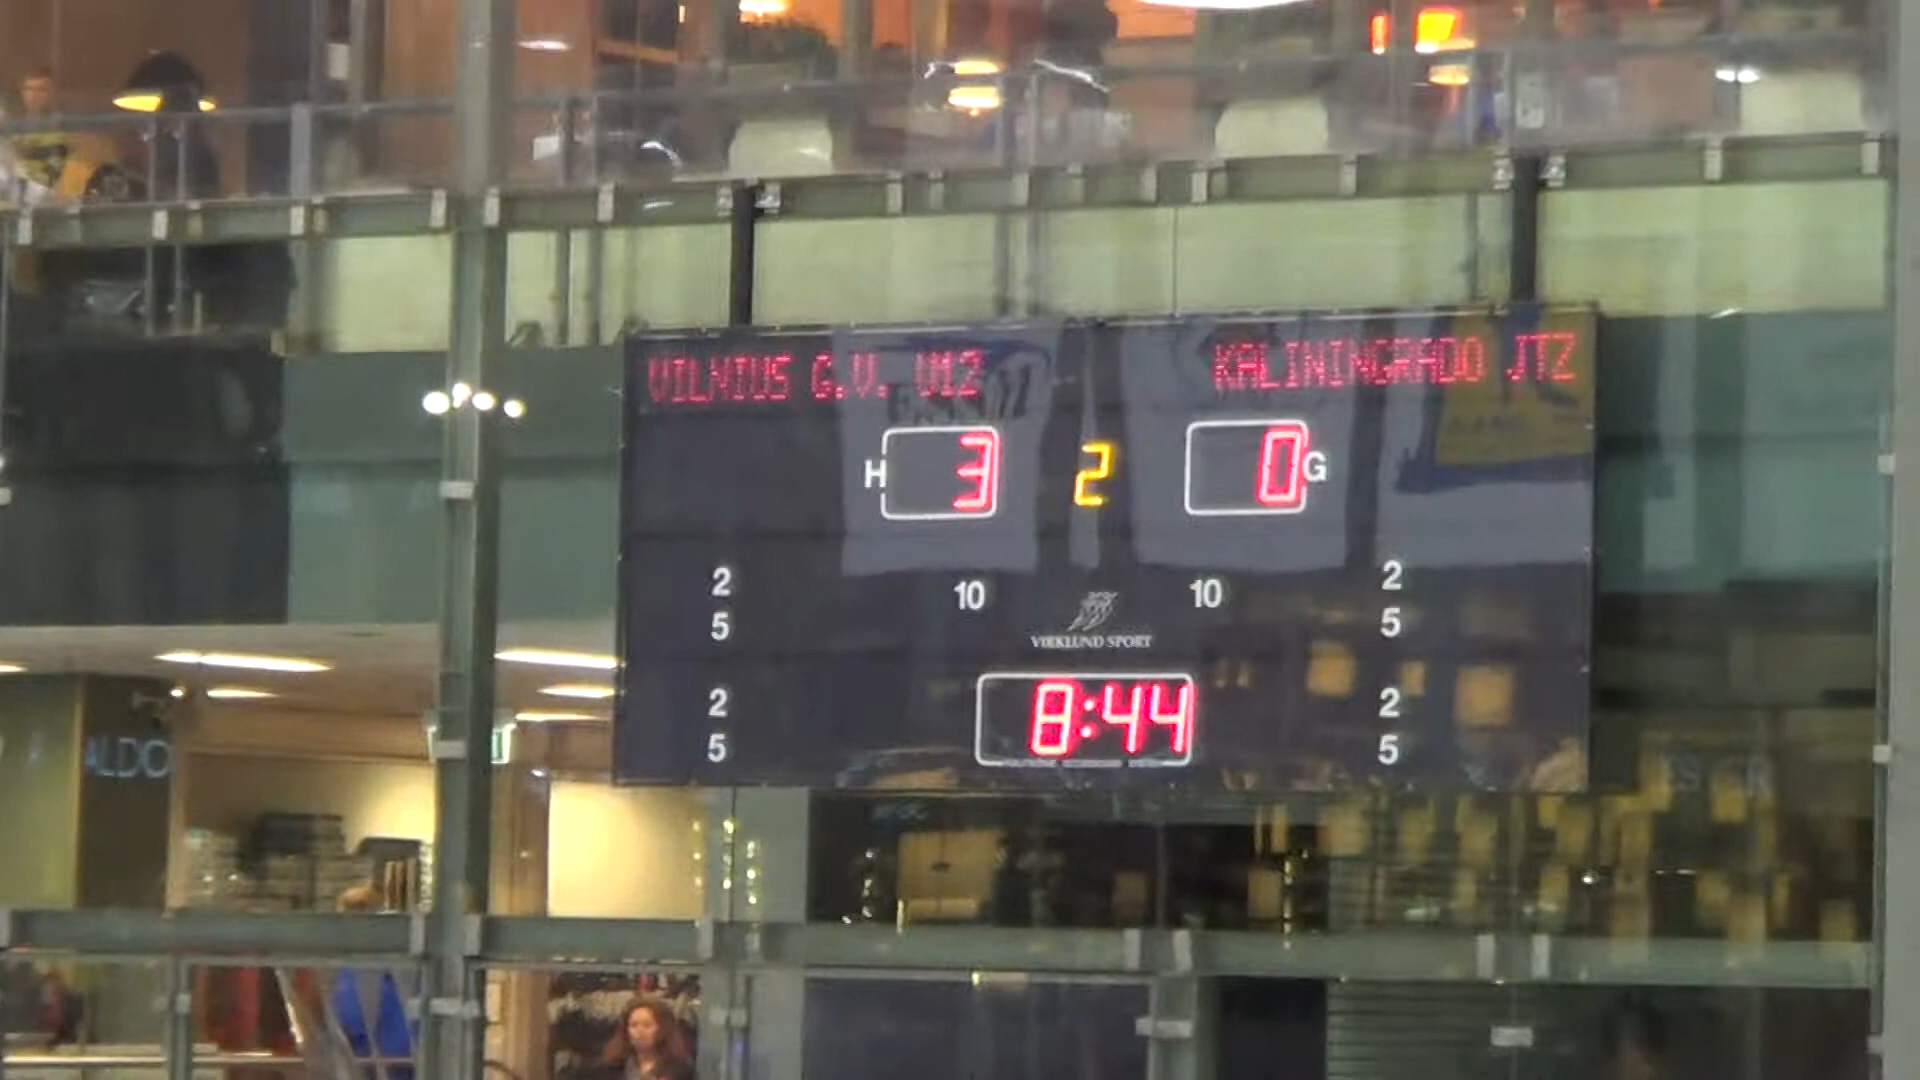 VILNIUS G.V. U12 KALININGRADO JTZ
H 3 2 0 G
2 10 10 2
5 5
VIRKLUND SPORT
2 8:44 2
5 5
ALDO